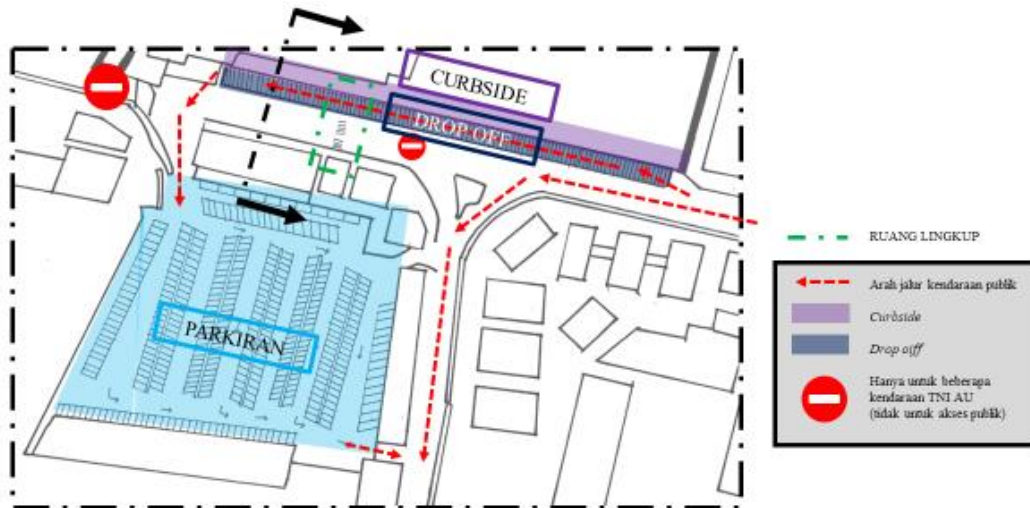 CURBSIDE
DROP OFF
PARKIRAN
RUANG LINGKUP
Arah jalur kendaraan publik
Curbside
Drop oiff
Hanya untuk beberapa
kendaraan TNI AU
(tidak untuk akses publik)